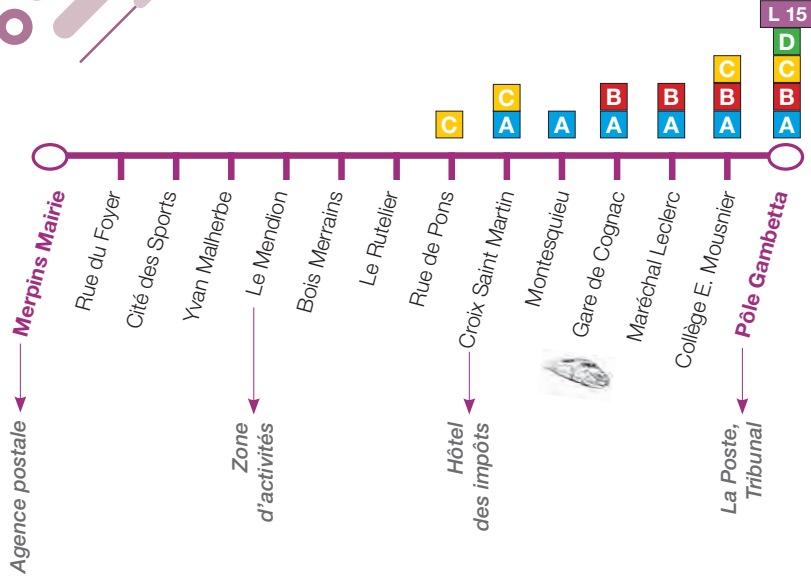 L 15
D
C
B
A
C
B
A
B
A
B
A
A
C
A
C
Merpins Mairie
Rue du Foyer
Cité des Sports
Yvan Malherbe
Le Mendion
Bois Merrains
Le Rutelier
Rue de Pons
Croix Saint Martin
Montesquieu
Gare de Cognac
Maréchal Leclerc
Collège E. Mousnier
Pôle Gambetta
Agence postale
Zone
d'activités
Hôtel
des impôts
La Poste,
Tribunal